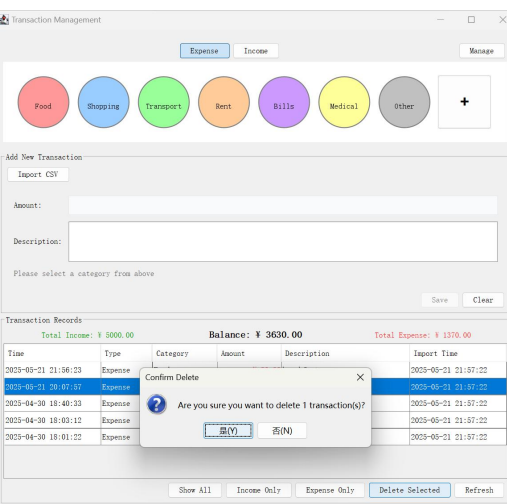 Transaction Management
Expense Income Manage
Food Shopping Transport Rent Bills Medical Other +
Add New Transaction
Import CSV
Amount:
Description:
Please select a category from above
Save Clear
Transaction Records
Total Income: ¥ 5000.00 Balance: ¥ 3630.00 Total Expense: ¥ 1370.00
Time Type Category Amount Description Import Time
2025-05-21 21:56:23 Expense 2025-05-21 21:57:22
2025-05-21 20:07:57 Expense 2025-05-21 21:57:22
2025-04-30 18:40:33 Expense 2025-05-21 21:57:22
2025-04-30 18:03:12 Expense 2025-05-21 21:57:22
2025-04-30 18:01:22 Expense 2025-05-21 21:57:22
Confirm Delete
Are you sure you want to delete 1 transaction(s)?
是(Y) 否(N)
Show All Income Only Expense Only Delete Selected Refresh